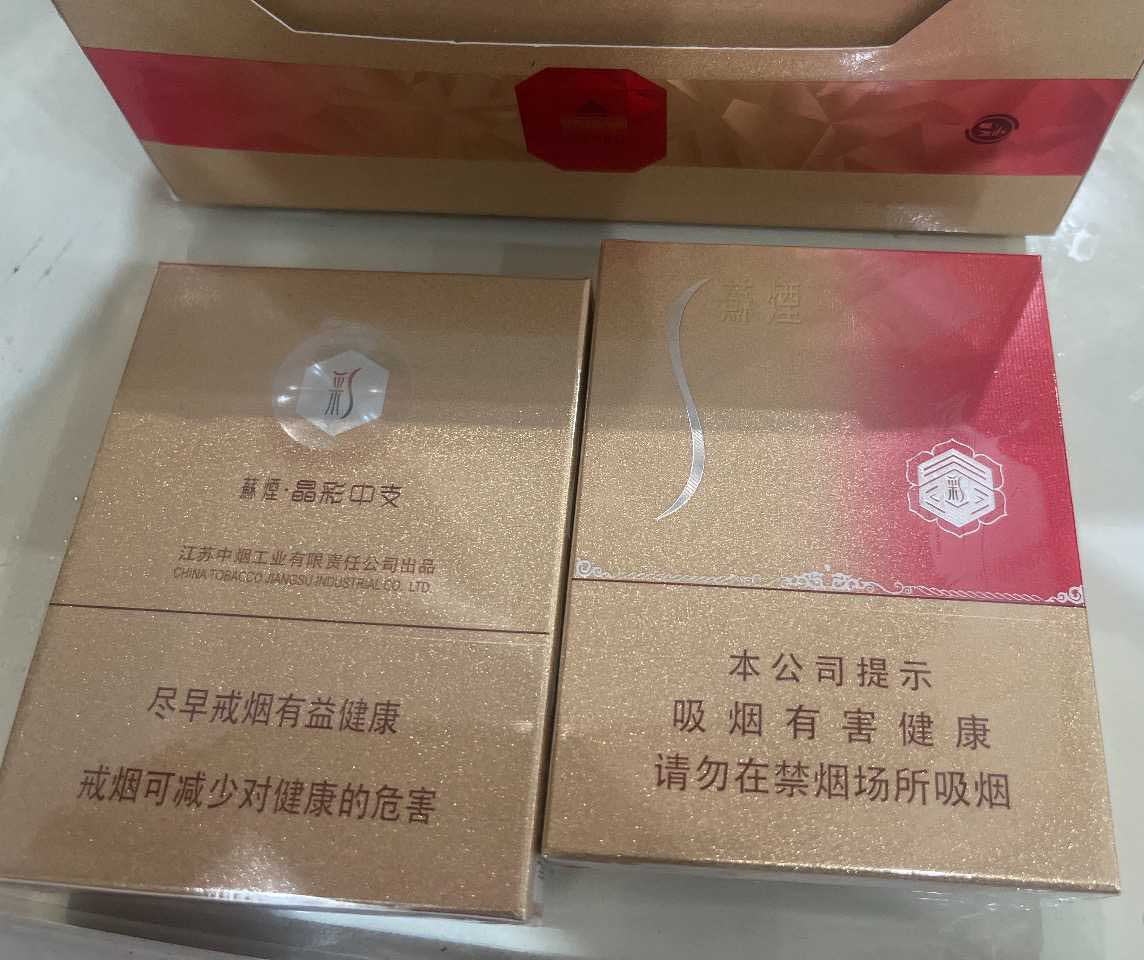 彩
蘇煙·晶彩中支
江苏中烟工业有限责任公司出品
CHINA TOBACCO JIANGSU INDUSTRIAL CO. LTD.
尽早戒烟有益健康
戒烟可减少对健康的危害
蘇煙
彩
本公司提示
吸烟有害健康
请勿在禁烟场所吸烟